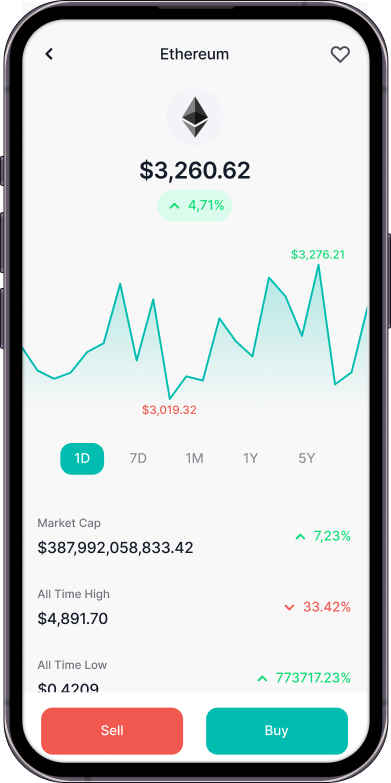 Ethereum
$3,260.62
4,71%
$3,276.21
$3,019.32
1D 7D 1M 1Y 5Y
Market Cap
7,23%
$387,992,058,833.42
All Time High
33.42%
$4,891.70
All Time Low
773717.23%
$0.4209
Sell Buy